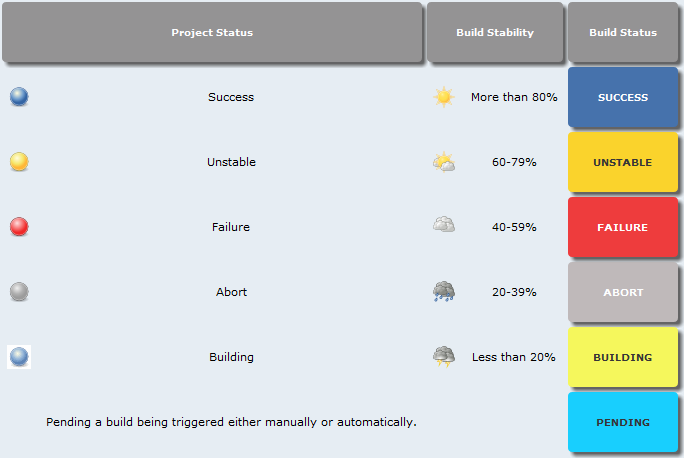 Project Status Build Stability Build Status
Success More than 80% SUCCESS
Unstable 60-79% UNSTABLE
Failure 40-59% FAILURE
Abort 20-39% ABORT
Building Less than 20% BUILDING
Pending a build being triggered either manually or automatically. PENDING